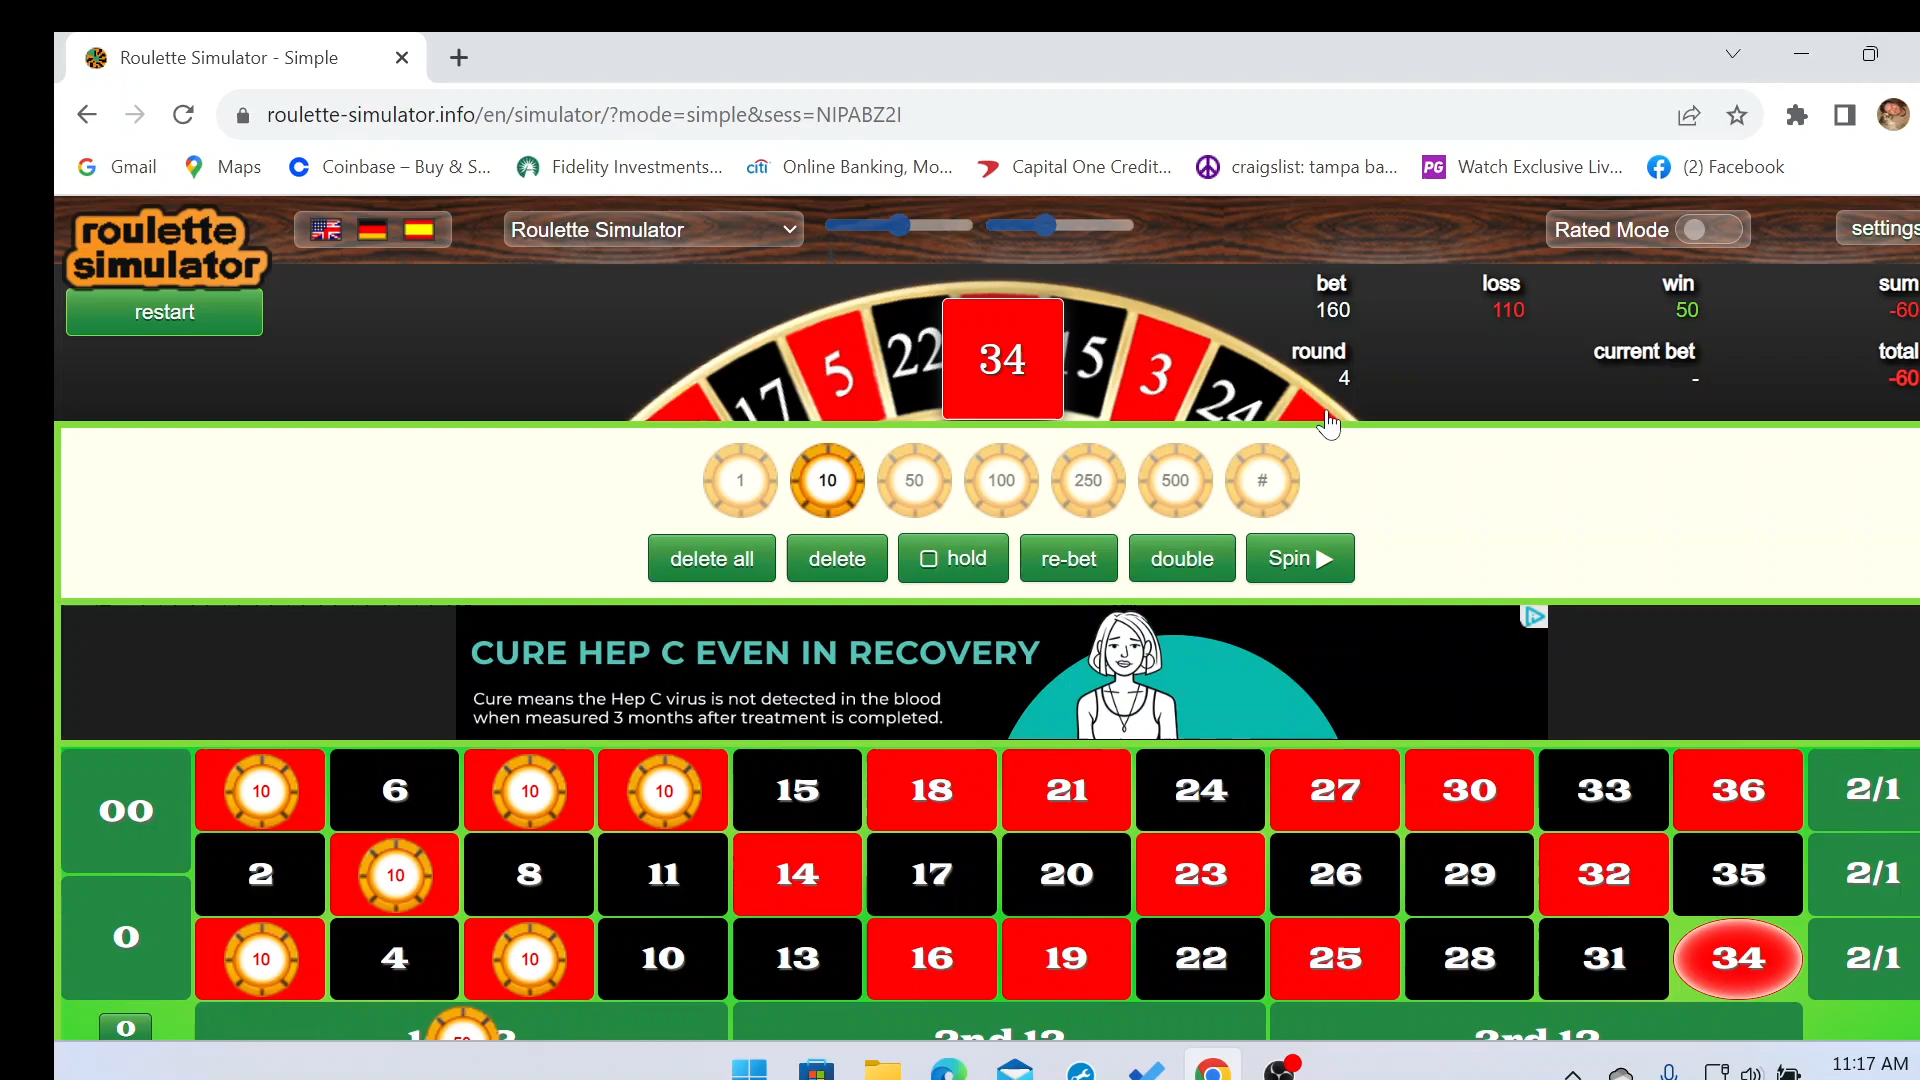 Roulette Simulator - Simple
roulette-simulator.info/en/simulator/?mode=simple&sess=NIPABZ2I
Gmail Maps Coinbase – Buy & S... Fidelity Investments... citi Online Banking, Mo... Capital One Credit... craigslist: tampa ba... PG Watch Exclusive Liv... (2) Facebook
roulette
simulator
Roulette Simulator
Rated Mode
settings
restart
bet loss win sum
160 110 50 -60
round current bet total
4 - -60
17 5 22 34 15 3 24
1 10 50 100 250 500 #
delete all delete hold re-bet double Spin
CURE HEP C EVEN IN RECOVERY
Cure means the Hep C virus is not detected in the blood
when measured 3 months after treatment is completed.
00 10 6 10 10 15 18 21 24 27 30 33 36 2/1
2 10 8 11 14 17 20 23 26 29 32 35 2/1
0 10 4 10 10 13 16 19 22 25 28 31 34 2/1
0 2nd 12
11:17 AM